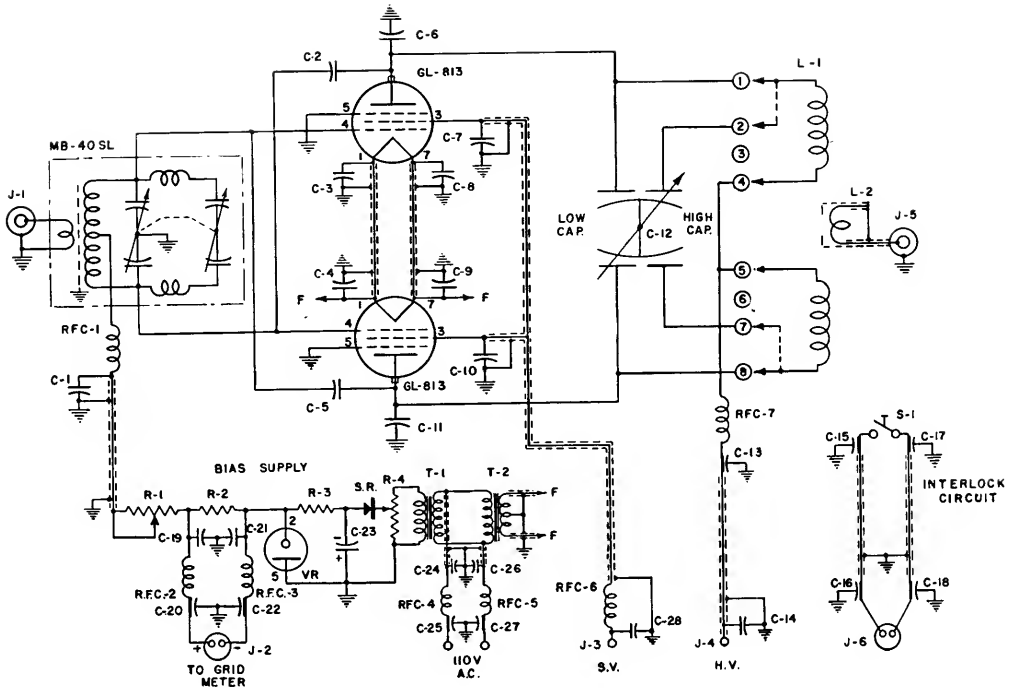 C-6
C-2
GL-813
L-1
5
4
3
C-7
1
7
C-3
C-8
MB-40SL
J-1
1
2
3
4
LOW
CAP.
C-12
HIGH
CAP.
L-2
J-5
C-4
C-9
F
F
1
7
4
5
3
C-10
GL-813
5
6
7
8
RFC-1
C-1
C-5
C-11
RFC-7
C-13
C-15
S-1
C-17
INTERLOCK
CIRCUIT
BIAS SUPPLY
R-1
R-2
R-3
S.R.
R-4
T-1
T-2
F
F
C-19
C-21
2
5
VR
C-23
-
+
C-24
C-26
R.F.C.-2
R.F.C.-3
C-20
C-22
RFC-4
RFC-5
C-25
C-27
RFC-6
C-28
C-14
C-16
C-18
+
-
J-2
TO GRID
METER
110V
A.C.
J-3
S.V.
J-4
H.V.
J-6